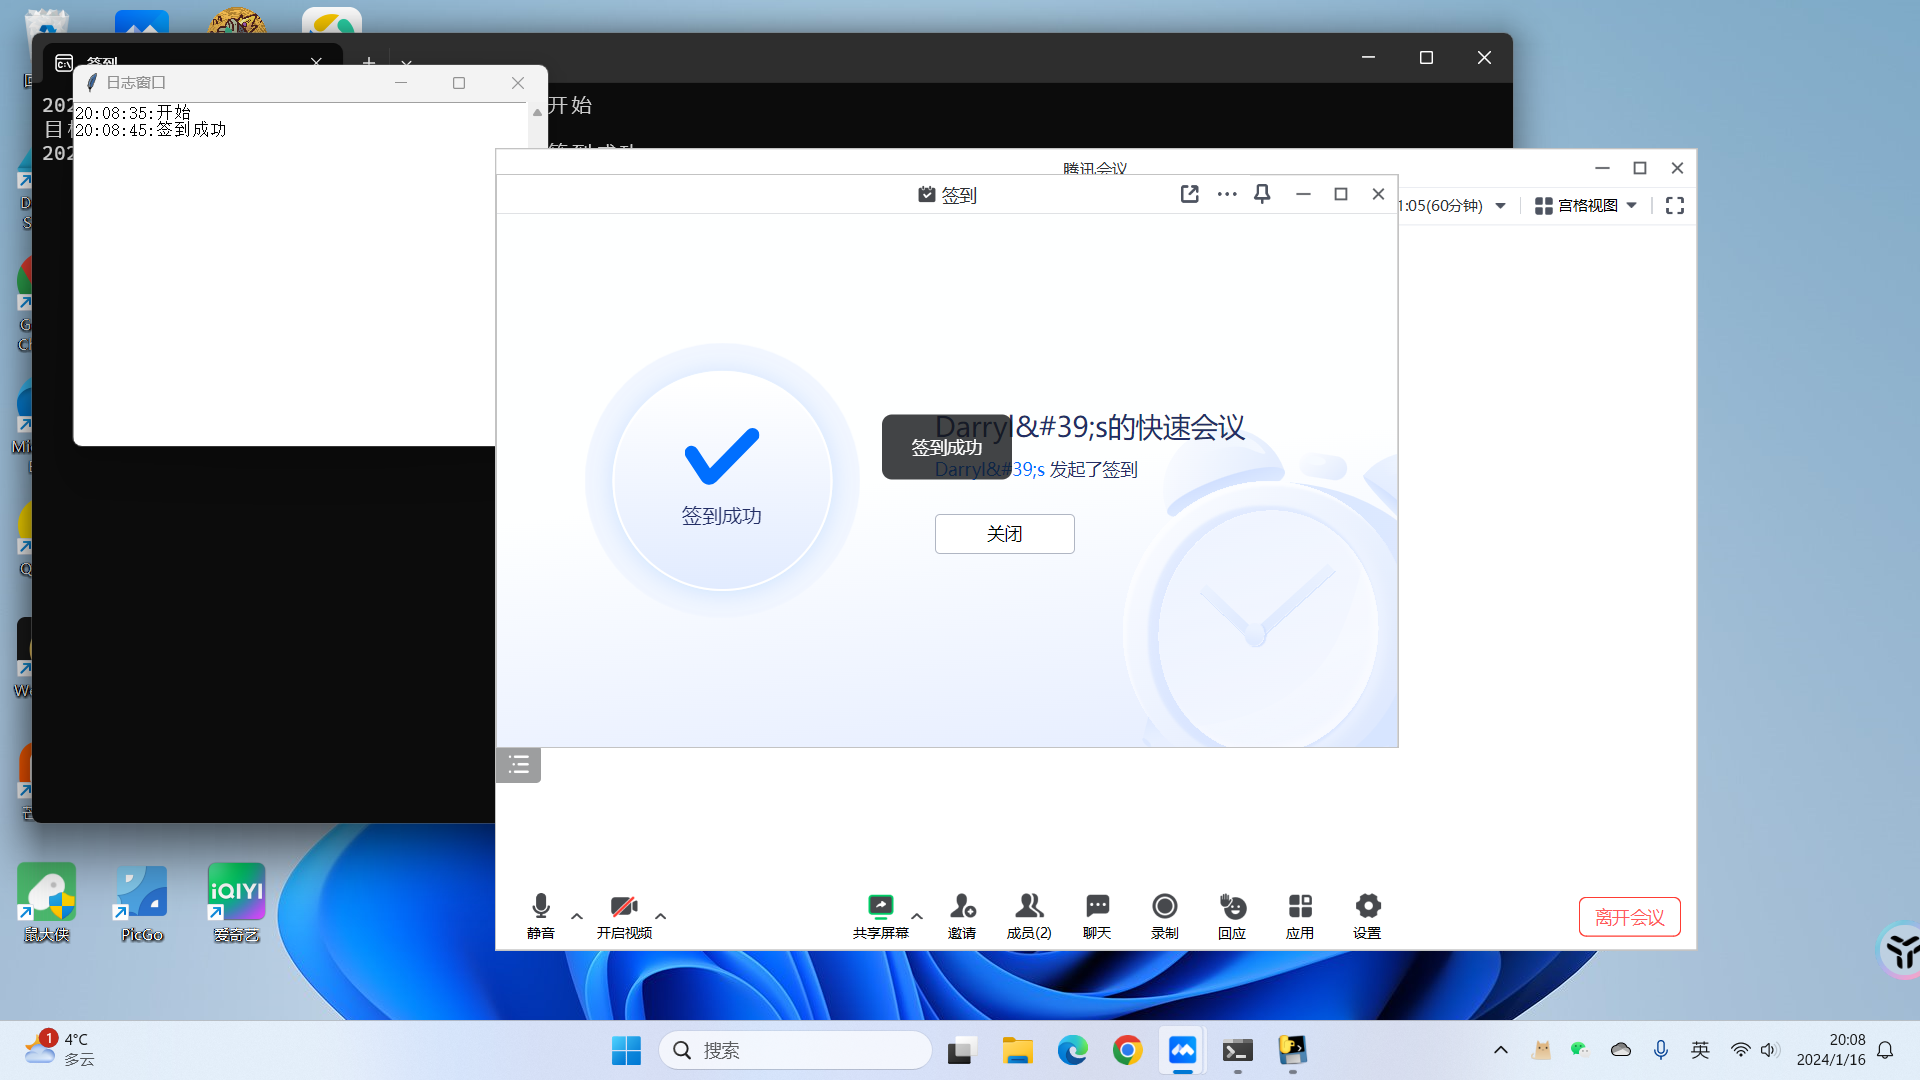 签到
日志窗口
开始
20:08:35:开始
20:08:45:签到成功
腾讯会议
签到
1:05(60分钟)
宫格视图
签到成功
Darryl&#39;s的快速会议
签到成功
Darryl&#39;s 发起了签到
关闭
静音
开启视频
共享屏幕
邀请
成员(2)
聊天
录制
回应
应用
设置
离开会议
鼠大侠
PicGo
iQIYI
爱奇艺
1
4°C
多云
搜索
英
20:08
2024/1/16